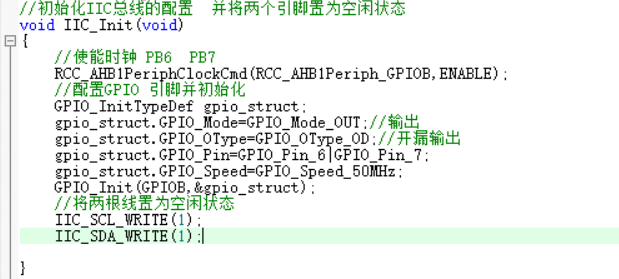 //初始化IIC总线的配置  并将两个引脚置为空闲状态
void IIC_Init(void)
{
    //使能时钟 PB6  PB7
    RCC_AHB1PeriphClockCmd(RCC_AHB1Periph_GPIOB,ENABLE);
    //配置GPIO 引脚并初始化
    GPIO_InitTypeDef gpio_struct;
    gpio_struct.GPIO_Mode=GPIO_Mode_OUT;//输出
    gpio_struct.GPIO_OType=GPIO_OType_OD;//开漏输出
    gpio_struct.GPIO_Pin=GPIO_Pin_6|GPIO_Pin_7;
    gpio_struct.GPIO_Speed=GPIO_Speed_50MHz;
    GPIO_Init(GPIOB,&gpio_struct);
    //将两根线置为空闲状态
    IIC_SCL_WRITE(1);
    IIC_SDA_WRITE(1);
}